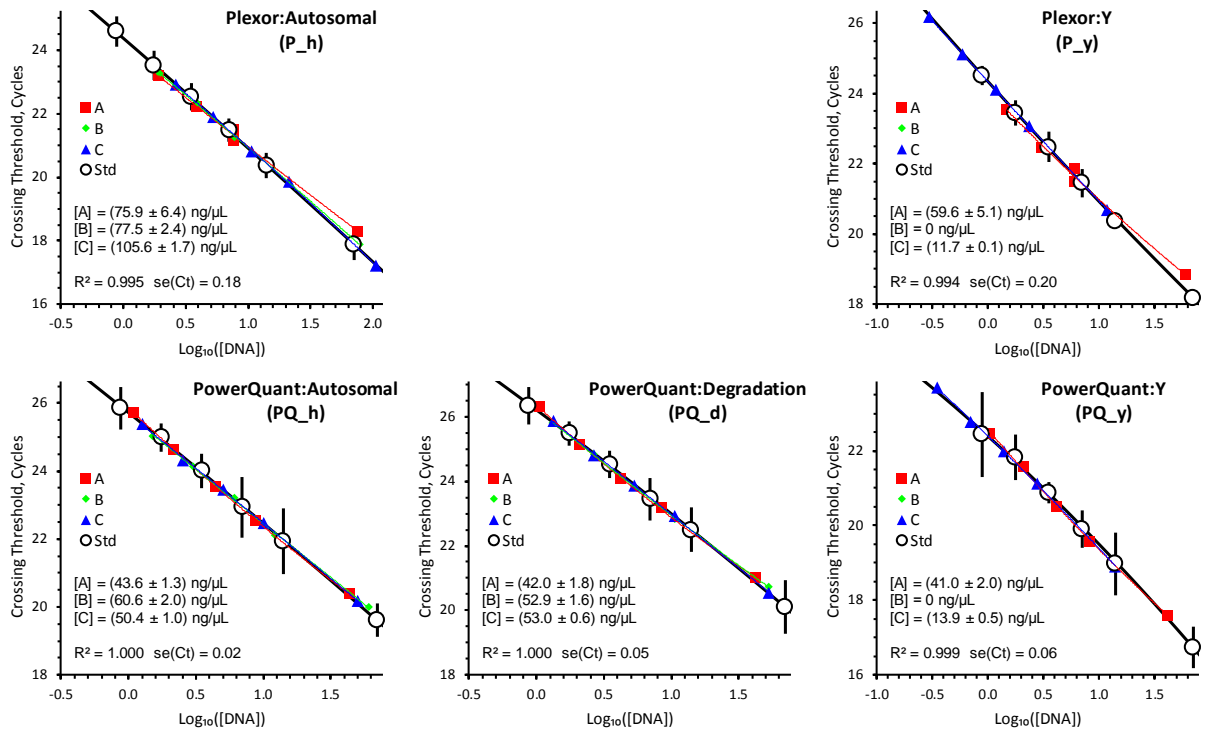 Plexor:Autosomal
(P_h)
Crossing Threshold, Cycles
24
22
20
18
16
A
B
C
Std
[A] = (75.9 ± 6.4) ng/µL
[B] = (77.5 ± 2.4) ng/µL
[C] = (105.6 ± 1.7) ng/µL
R² = 0.995 se(Ct) = 0.18
-0.5 0.0 0.5 1.0 1.5 2.0
Log₁₀([DNA])
Plexor:Y
(P_y)
Crossing Threshold, Cycles
26
24
22
20
18
A
B
C
Std
[A] = (59.6 ± 5.1) ng/µL
[B] = 0 ng/µL
[C] = (11.7 ± 0.1) ng/µL
R² = 0.994 se(Ct) = 0.20
-1.0 -0.5 0.0 0.5 1.0 1.5
Log₁₀([DNA])
PowerQuant:Autosomal
(PQ_h)
Crossing Threshold, Cycles
26
24
22
20
18
A
B
C
Std
[A] = (43.6 ± 1.3) ng/µL
[B] = (60.6 ± 2.0) ng/µL
[C] = (50.4 ± 1.0) ng/µL
R² = 1.000 se(Ct) = 0.02
-0.5 0.0 0.5 1.0 1.5
Log₁₀([DNA])
PowerQuant:Degradation
(PQ_d)
Crossing Threshold, Cycles
26
24
22
20
18
A
B
C
Std
[A] = (42.0 ± 1.8) ng/µL
[B] = (52.9 ± 1.6) ng/µL
[C] = (53.0 ± 0.6) ng/µL
R² = 1.000 se(Ct) = 0.05
-0.5 0.0 0.5 1.0 1.5
Log₁₀([DNA])
PowerQuant:Y
(PQ_y)
Crossing Threshold, Cycles
22
20
18
16
A
B
C
Std
[A] = (41.0 ± 2.0) ng/µL
[B] = 0 ng/µL
[C] = (13.9 ± 0.5) ng/µL
R² = 0.999 se(Ct) = 0.06
-1.0 -0.5 0.0 0.5 1.0 1.5
Log₁₀([DNA])